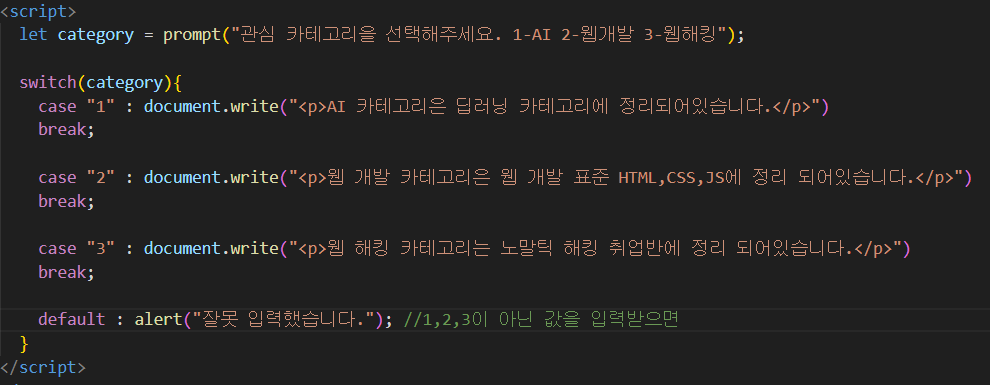 <script>
let category = prompt("관심 카테고리을 선택해주세요. 1-AI 2-웹개발 3-웹해킹");
switch(category){
case "1" : document.write("<p>AI 카테고리은 딥러닝 카테고리에 정리되어있습니다.</p>")
break;
case "2" : document.write("<p>웹 개발 카테고리은 웹 개발 표준 HTML,CSS,JS에 정리 되어있습니다.</p>")
break;
case "3" : document.write("<p>웹 해킹 카테고리는 노말틱 해킹 취업반에 정리 되어있습니다.</p>")
break;
default : alert("잘못 입력했습니다."); //1,2,3이 아닌 값을 입력받으면
}
</script>